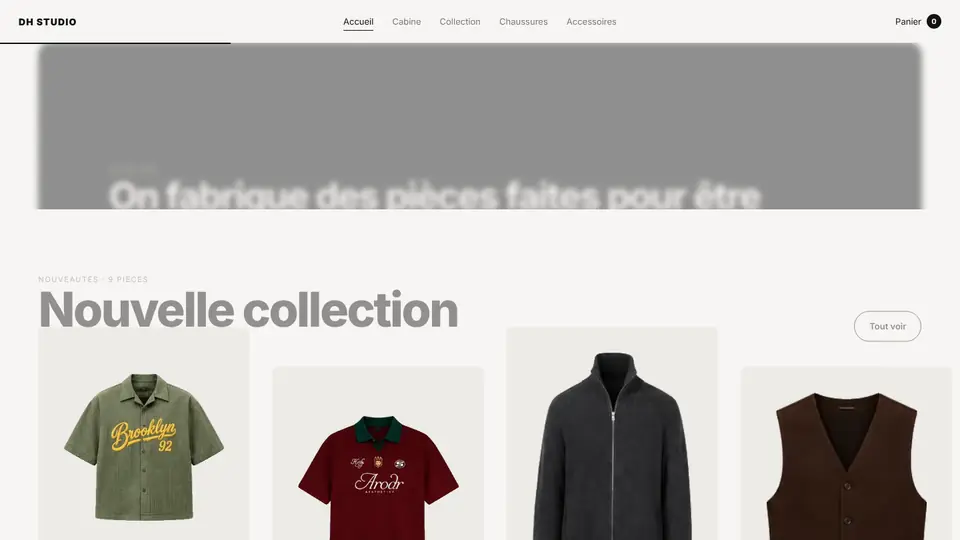 DH STUDIO
Accueil
Cabine
Collection
Chaussures
Accessoires
Panier 0
On fabrique des pièces faites pour être
NOUVEAUTÉS · 9 PIÈCES
Nouvelle collection
Tout voir
Brooklyn
92
Arodr